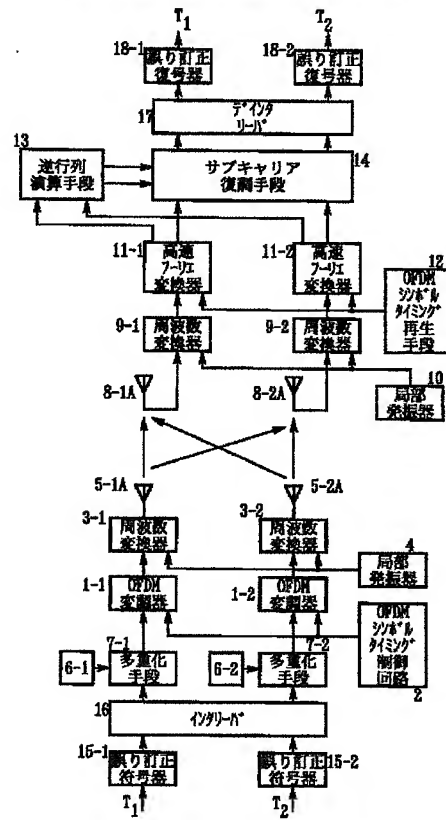 T1
T2
18-1
誤り訂正
復号器
18-2
誤り訂正
復号器
17
デインタ
リーバ
13
逆行列
演算手段
サブキャリア
復調手段
14
11-1
高速
フーリエ
変換器
11-2
高速
フーリエ
変換器
12
OFDM
シンボル
タイミング
再生
手段
9-1
周波数
変換器
9-2
周波数
変換器
10
局部
発振器
8-1A
8-2A
5-1A
5-2A
3-1
周波数
変換器
3-2
周波数
変換器
4
局部
発振器
1-1
OFDM
変調器
1-2
OFDM
変調器
OFDM
シンボル
タイミング
制御
回路
2
7-1
6-1
多重化
手段
7-2
6-2
多重化
手段
16
インタリーバ
15-1
誤り訂正
符号器
誤り訂正
符号器
15-2
T1
T2